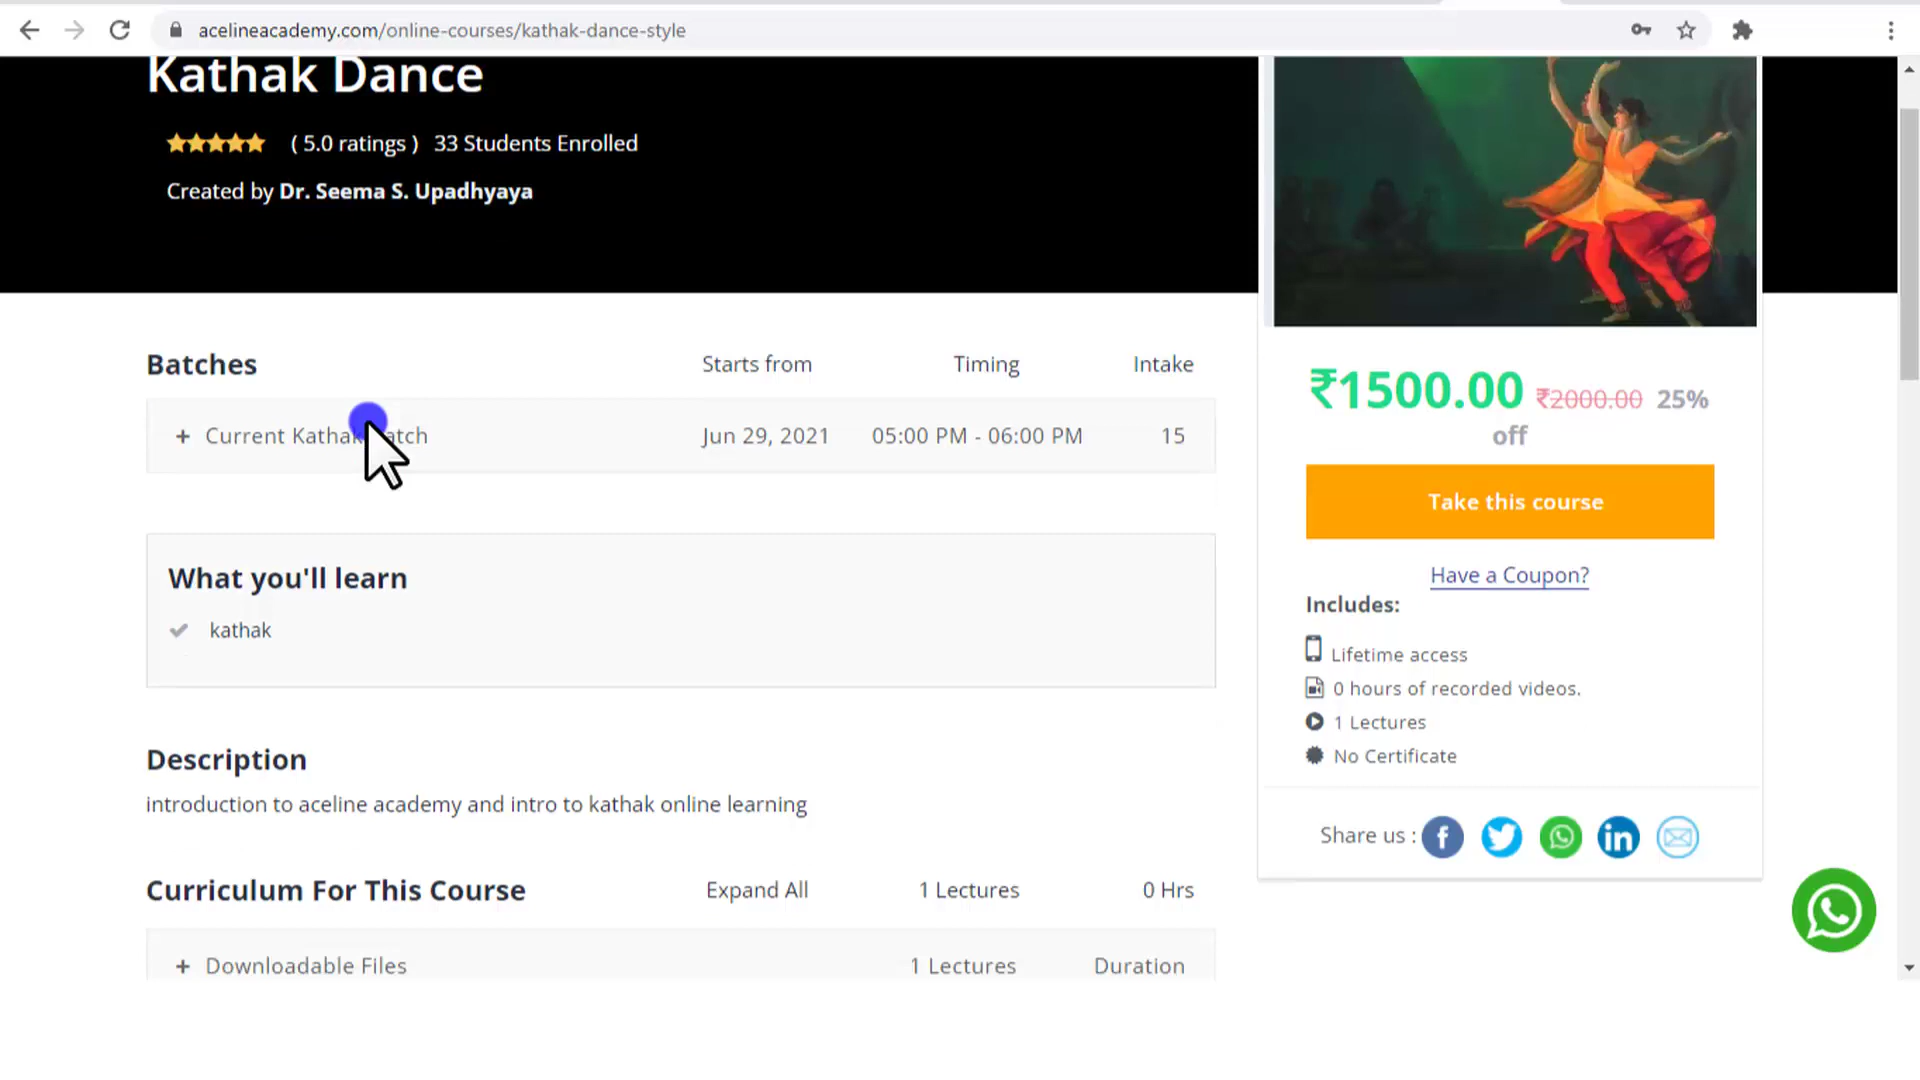 acelineacademy.com/online-courses/kathak-dance-style
Kathak Dance
( 5.0 ratings ) 33 Students Enrolled
Created by Dr. Seema S. Upadhyaya
Batches Starts from Timing Intake
+ Current Kathak Batch Jun 29, 2021 05:00 PM - 06:00 PM 15
What you'll learn
kathak
Description
introduction to aceline academy and intro to kathak online learning
Curriculum For This Course Expand All 1 Lectures 0 Hrs
+ Downloadable Files 1 Lectures Duration
₹1500.00 ₹2000.00 25%
off
Take this course
Have a Coupon?
Includes:
Lifetime access
0 hours of recorded videos.
1 Lectures
No Certificate
Share us :